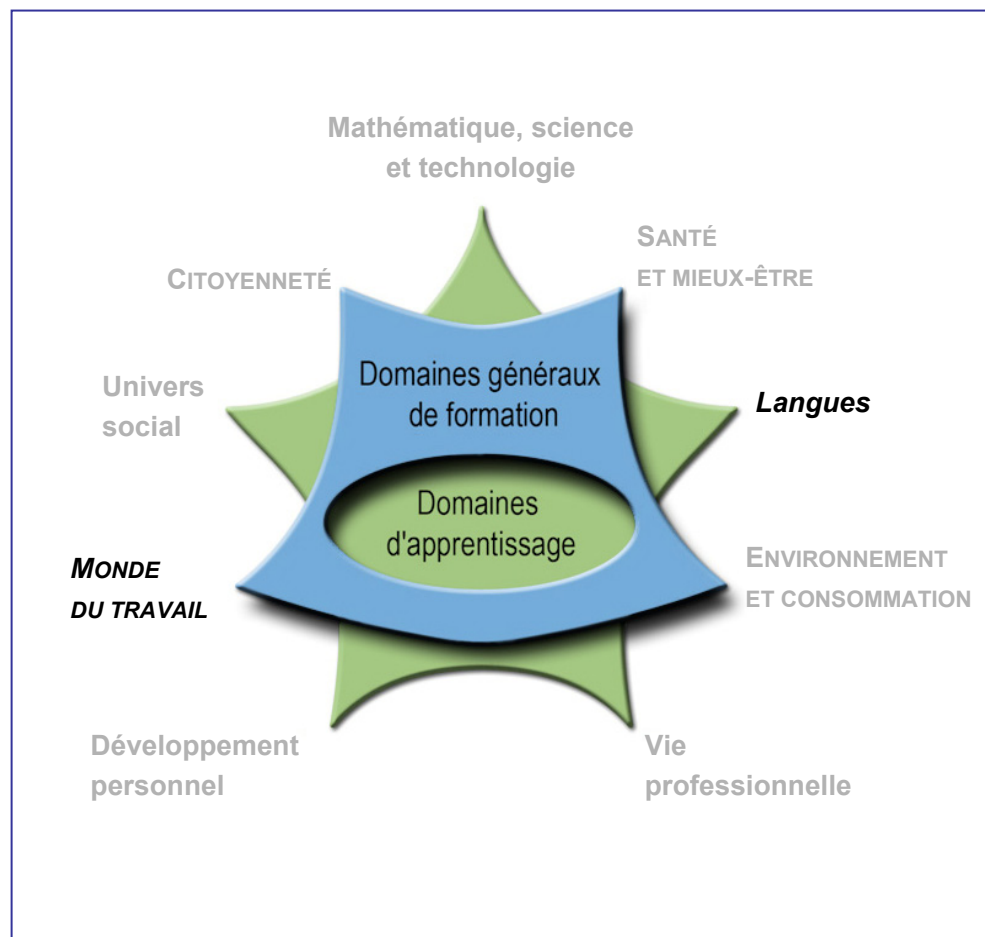 Mathématique, science
et technologie
SANTÉ
ET MIEUX-ÊTRE
CITOYENNETÉ
Domaines généraux
de formation
Univers
social
Langues
Domaines
d'apprentissage
MONDE
DU TRAVAIL
ENVIRONNEMENT
ET CONSOMMATION
Développement
personnel
Vie
professionnelle